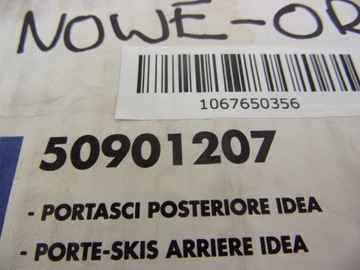 NOWE-OR
1067650356
50901207
- PORTASCI POSTERIORE IDEA
- PORTE-SKIS ARRIERE IDEA